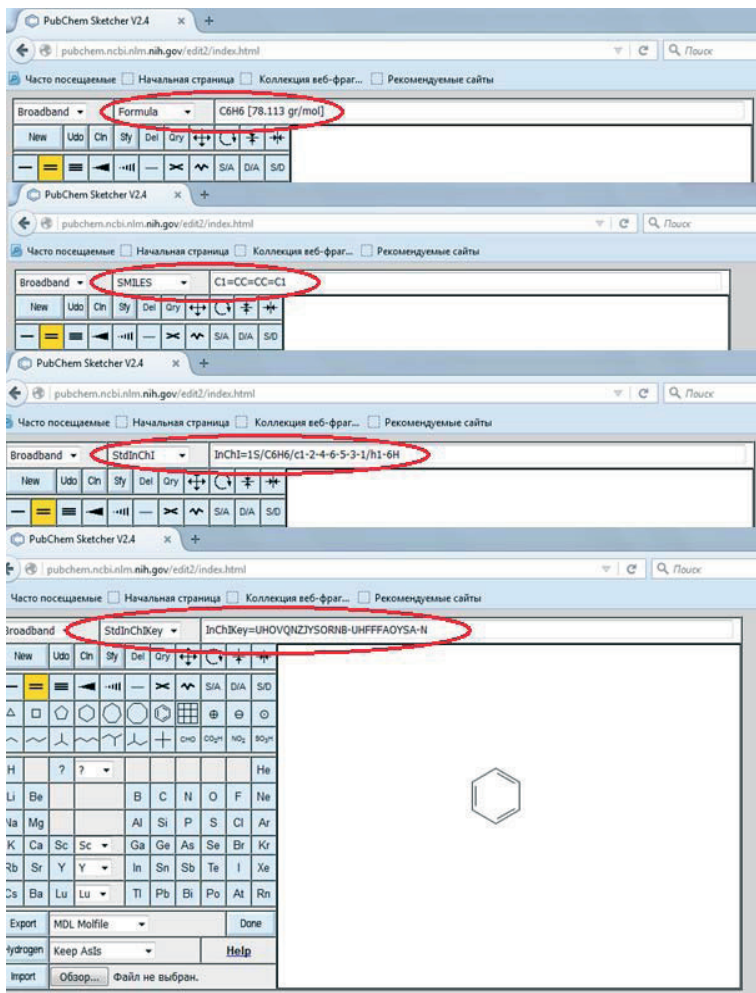 PubChem Sketcher V2.4 × +
pubchem.ncbi.nlm.nih.gov/edit2/index.html Поиск
Часто посещаемые Начальная страница Коллекция веб-фраг... Рекомендуемые сайты
Broadband Formula C6H6 [78.113 gr/mol]
New Udo Cln Sfy Del Qry
S/A D/A S/D
PubChem Sketcher V2.4 × +
pubchem.ncbi.nlm.nih.gov/edit2/index.html Поиск
Часто посещаемые Начальная страница Коллекция веб-фраг... Рекомендуемые сайты
Broadband SMILES C1=CC=CC=C1
New Udo Cln Sfy Del Qry
S/A D/A S/D
PubChem Sketcher V2.4 × +
pubchem.ncbi.nlm.nih.gov/edit2/index.html Поиск
Часто посещаемые Начальная страница Коллекция веб-фраг... Рекомендуемые сайты
Broadband StdInChI InChI=1S/C6H6/c1-2-4-6-5-3-1/h1-6H
New Udo Cln Sfy Del Qry
S/A D/A S/D
PubChem Sketcher V2.4 × +
pubchem.ncbi.nlm.nih.gov/edit2/index.html Поиск
Часто посещаемые Начальная страница Коллекция веб-фраг... Рекомендуемые сайты
Broadband StdInChIKey InChIKey=UHOVQNZJYSORNB-UHFFFAOYSA-N
New Udo Cln Sfy Del Qry
S/A D/A S/D
CHO CO₂H NO₂ SO₃H
H ? ? He
Li Be B C N O F Ne
Na Mg Al Si P S Cl Ar
K Ca Sc Sc Ga Ge As Se Br Kr
Rb Sr Y Y In Sn Sb Te I Xe
Cs Ba Lu Lu Tl Pb Bi Po At Rn
Export MDL Molfile Done
Hydrogen Keep AsIs Help
Import Обзор... Файл не выбран.